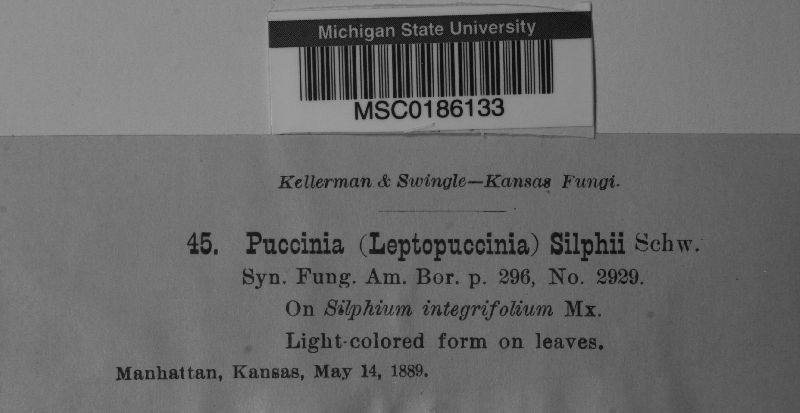 Michigan State University
MSC0186133
Kellerman & Swingle—Kansas Fungi.
45. Puccinia (Leptopuccinia) Silphii Schw.
Syn. Fung. Am. Bor. p. 296, No. 2929.
On Silphium integrifolium Mx.
Light-colored form on leaves.
Manhattan, Kansas, May 14, 1889.